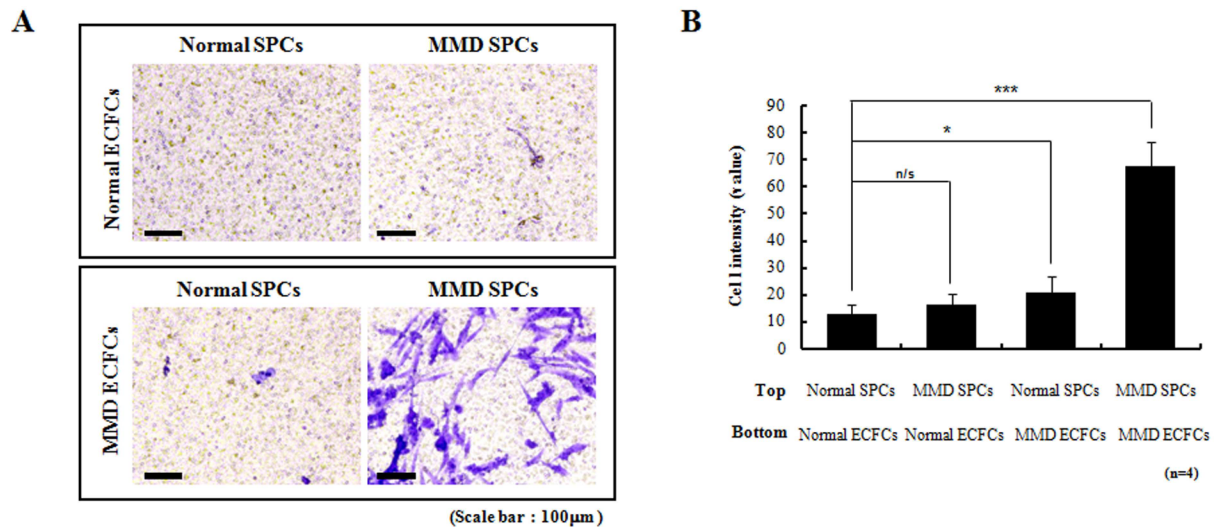 A
Normal SPCs MMD SPCs
Normal ECFCs
Normal SPCs MMD SPCs
MMD ECFCs
(Scale bar : 100μm)
B
Cel l intensity (v alue)
90
80
70
60
50
40
30
20
10
0
***
*
n/s
Top Normal SPCs MMD SPCs Normal SPCs MMD SPCs
Bottom Normal ECFCs Normal ECFCs MMD ECFCs MMD ECFCs
(n=4)